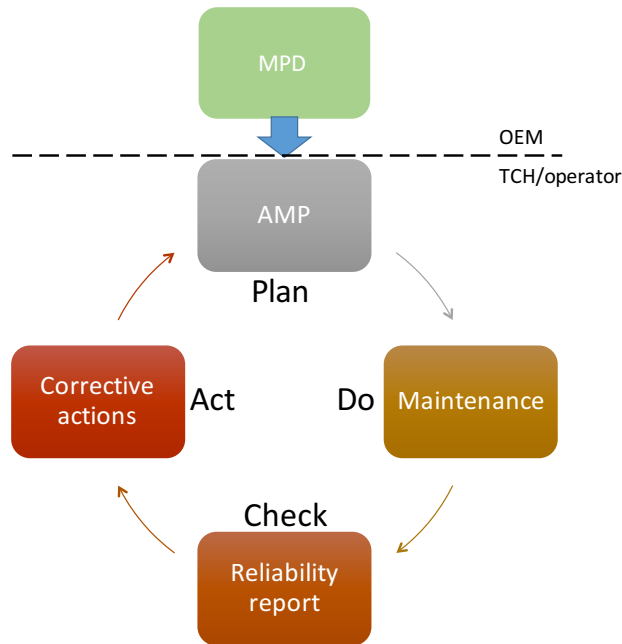 MPD
OEM
TCH/operator
AMP
Plan
Corrective
actions
Act
Do
Maintenance
Check
Reliability
report